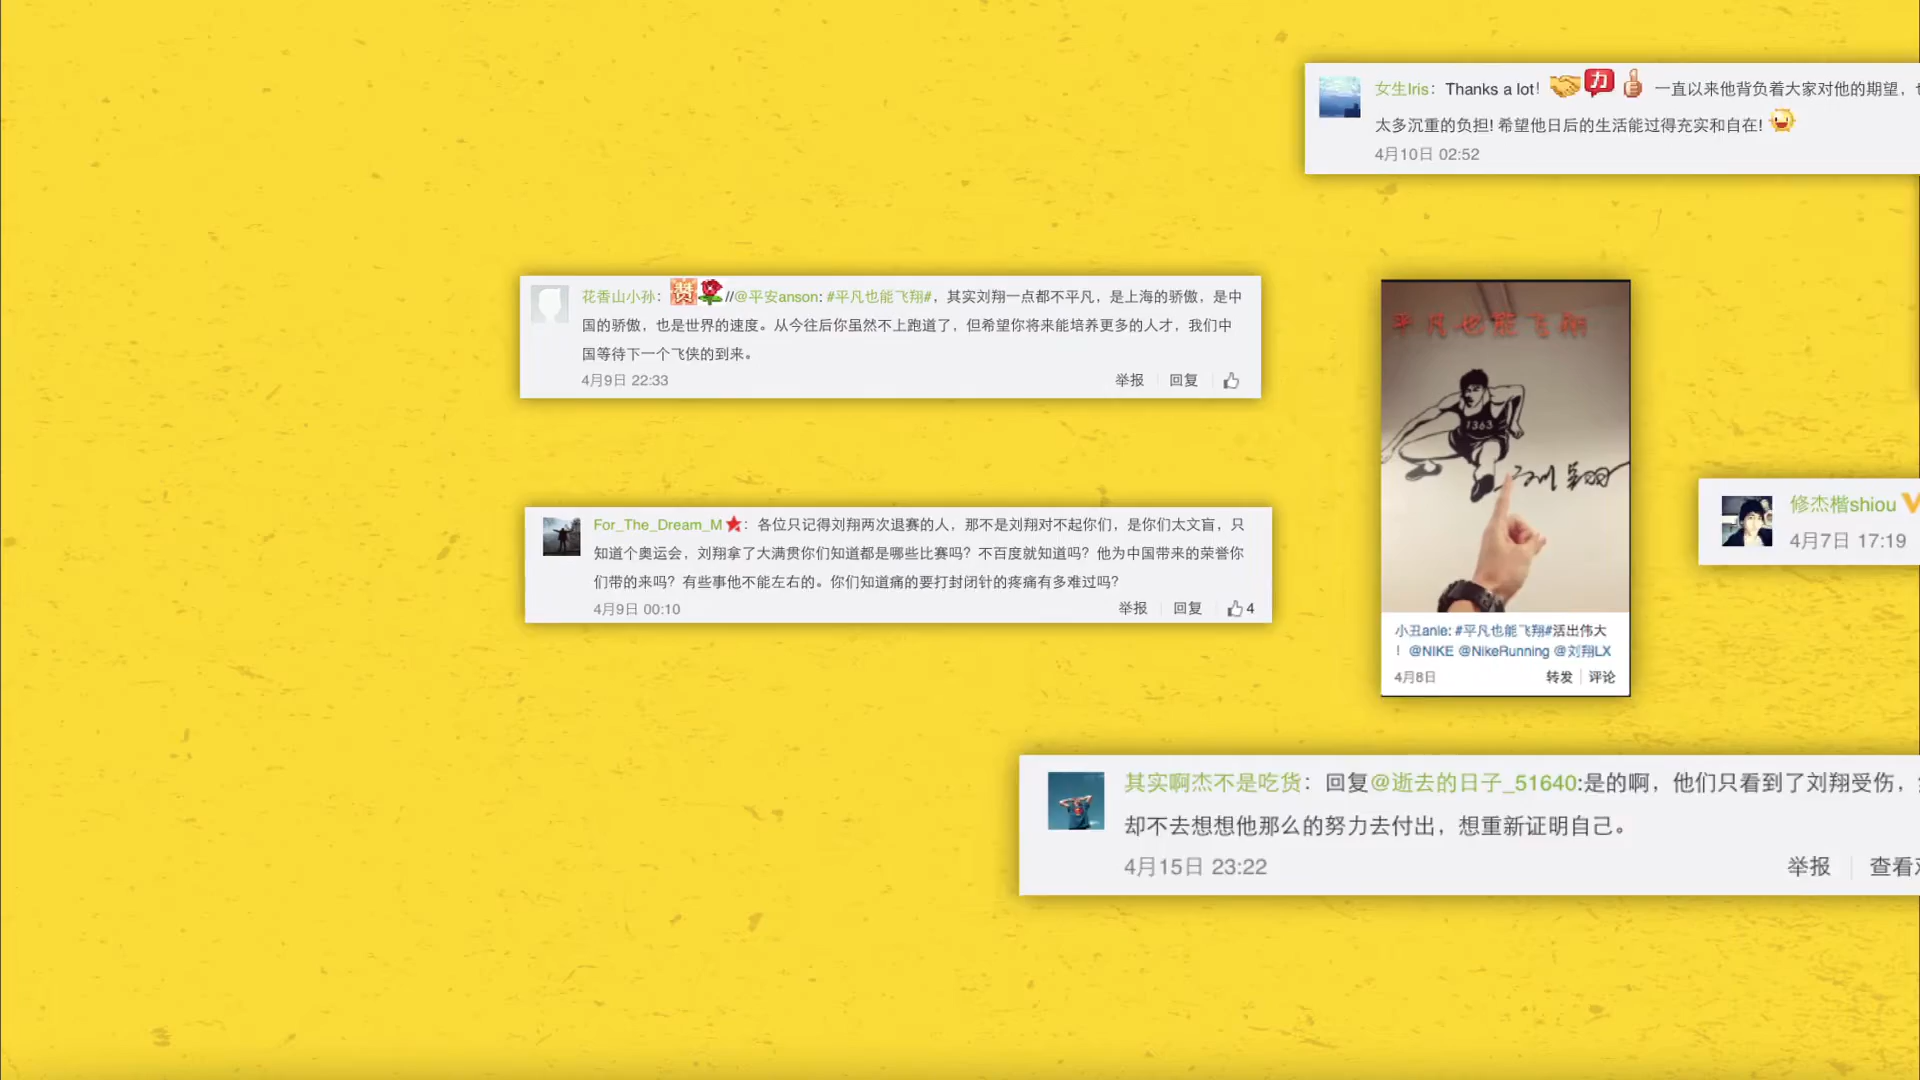 女生Iris：Thanks a lot! 力 一直以来他背负着大家对他的期望，
太多沉重的负担! 希望他日后的生活能过得充实和自在!
4月10日 02:52
花香山小孙：赞//@平安anson: #平凡也能飞翔#，其实刘翔一点都不平凡，是上海的骄傲，是中
国的骄傲，也是世界的速度。从今往后你虽然不上跑道了，但希望你将来能培养更多的人才，我们中
国等待下一个飞侠的到来。
4月9日 22:33 举报 回复
For_The_Dream_M：各位只记得刘翔两次退赛的人，那不是刘翔对不起你们，是你们太文盲，只
知道个奥运会，刘翔拿了大满贯你们知道都是哪些比赛吗？不百度就知道吗？他为中国带来的荣誉你
们带的来吗？有些事他不能左右的。你们知道痛的要打封闭针的疼痛有多难过吗？
4月9日 00:10 举报 回复 4
平凡也能飞翔
1363
刘翔
小丑anle: #平凡也能飞翔#活出伟大
！@NIKE @NikeRunning @刘翔LX
4月8日 转发 评论
修杰楷shiou V
4月7日 17:19
其实啊杰不是吃货：回复@逝去的日子_51640:是的啊，他们只看到了刘翔受伤，
却不去想想他那么的努力去付出，想重新证明自己。
4月15日 23:22 举报 查看